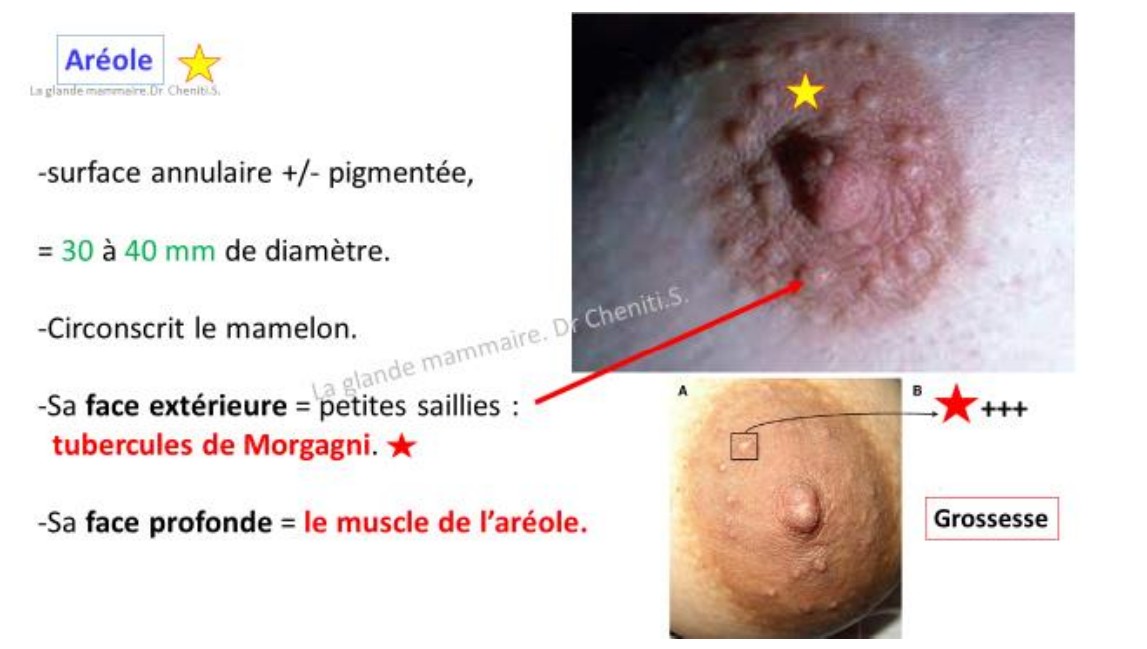 Aréole
La glande mammaire.Dr Cheniti.S.
-surface annulaire +/- pigmentée,
= 30 à 40 mm de diamètre.
-Circonscrit le mamelon.
La glande mammaire. Dr Cheniti.S.
-Sa face extérieure = petites saillies :
tubercules de Morgagni.
-Sa face profonde = le muscle de l’aréole.
A
B
+++
Grossesse